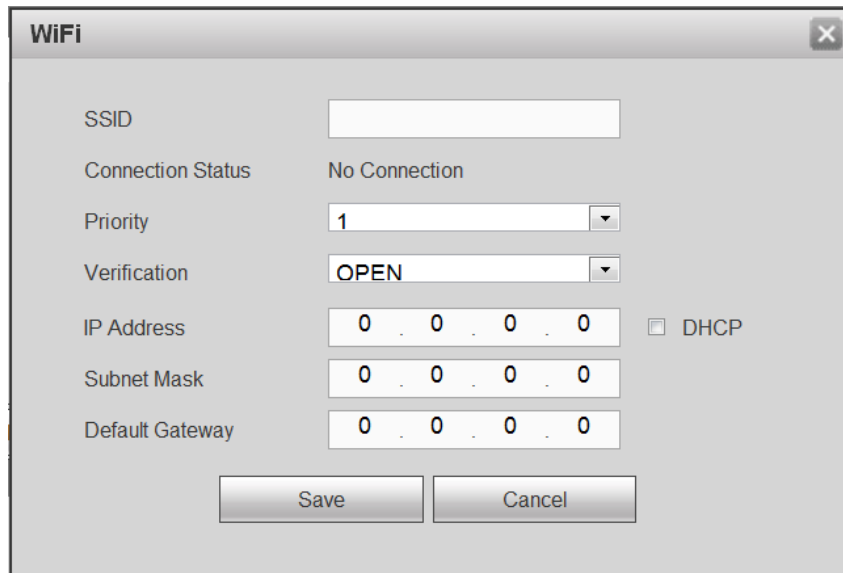 WiFi
SSID
Connection Status No Connection
Priority 1
Verification OPEN
IP Address 0 . 0 . 0 . 0 DHCP
Subnet Mask 0 . 0 . 0 . 0
Default Gateway 0 . 0 . 0 . 0
Save Cancel